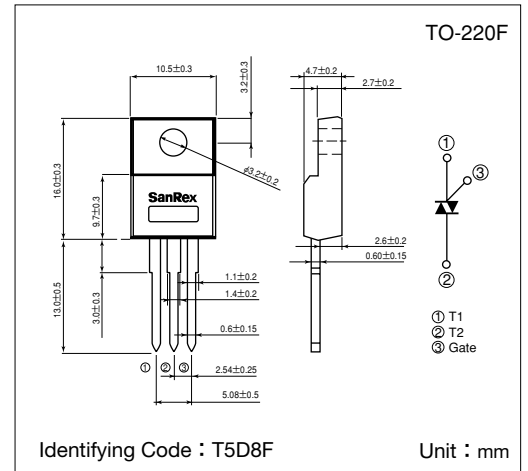 TO-220F
10.5±0.3
3.2±0.2
4.7±0.2
2.7±0.2
16.0±0.3
9.7±0.3
φ3.2±0.2
SanRex
①
③
②
13.0±0.5
3.0±0.3
1.1±0.2
1.4±0.2
0.6±0.15
2.6±0.2
0.60±0.15
① ② ③
2.54±0.25
5.08±0.5
① T1
② T2
③ Gate
Identifying Code：T5D8F
Unit：mm